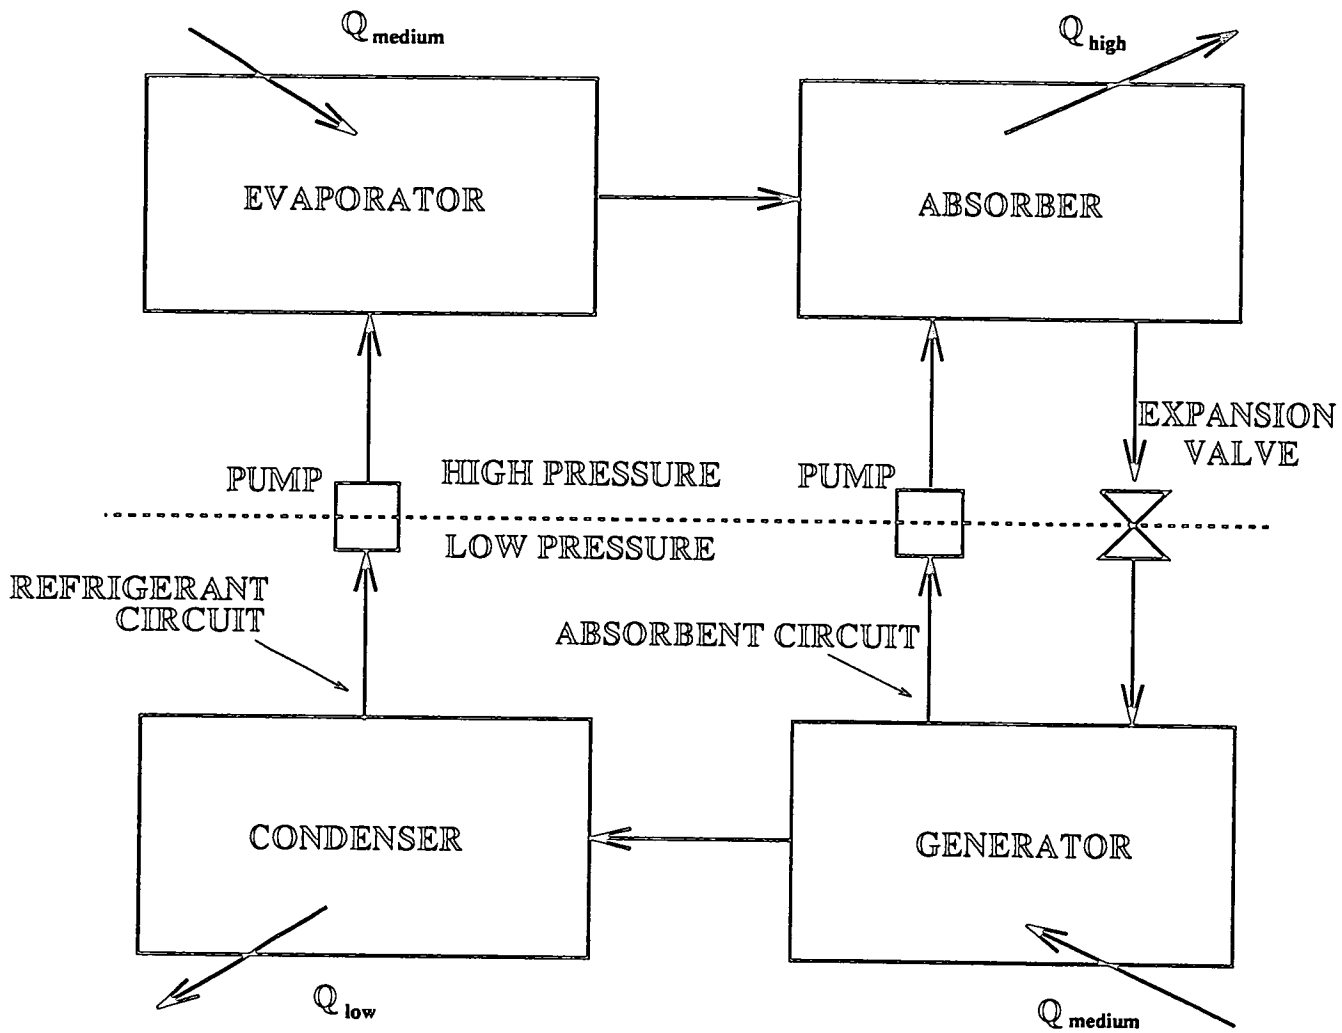 Q medium
Q high
EVAPORATOR
ABSORBER
EXPANSION
VALVE
PUMP
HIGH PRESSURE
PUMP
LOW PRESSURE
REFRIGERANT
CIRCUIT
ABSORBENT CIRCUIT
CONDENSER
GENERATOR
Q low
Q medium